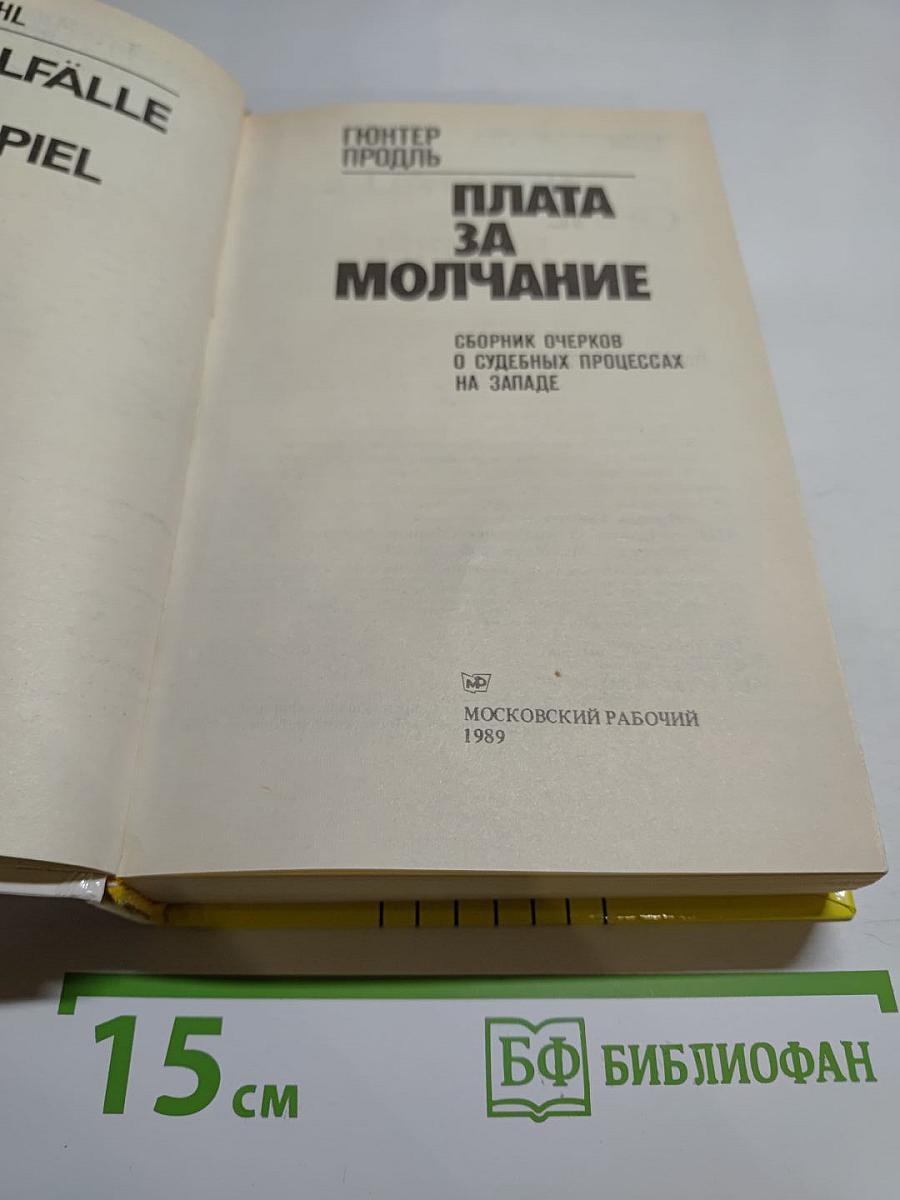 HL
LFÄLLE
PIEL
ГЮНТЕР
ПРОДЛЬ
ПЛАТА
ЗА
МОЛЧАНИЕ
СБОРНИК ОЧЕРКОВ
О СУДЕБНЫХ ПРОЦЕССАХ
НА ЗАПАДЕ
МР
МОСКОВСКИЙ РАБОЧИЙ
1989
15 см
БФ БИБЛИОФАН